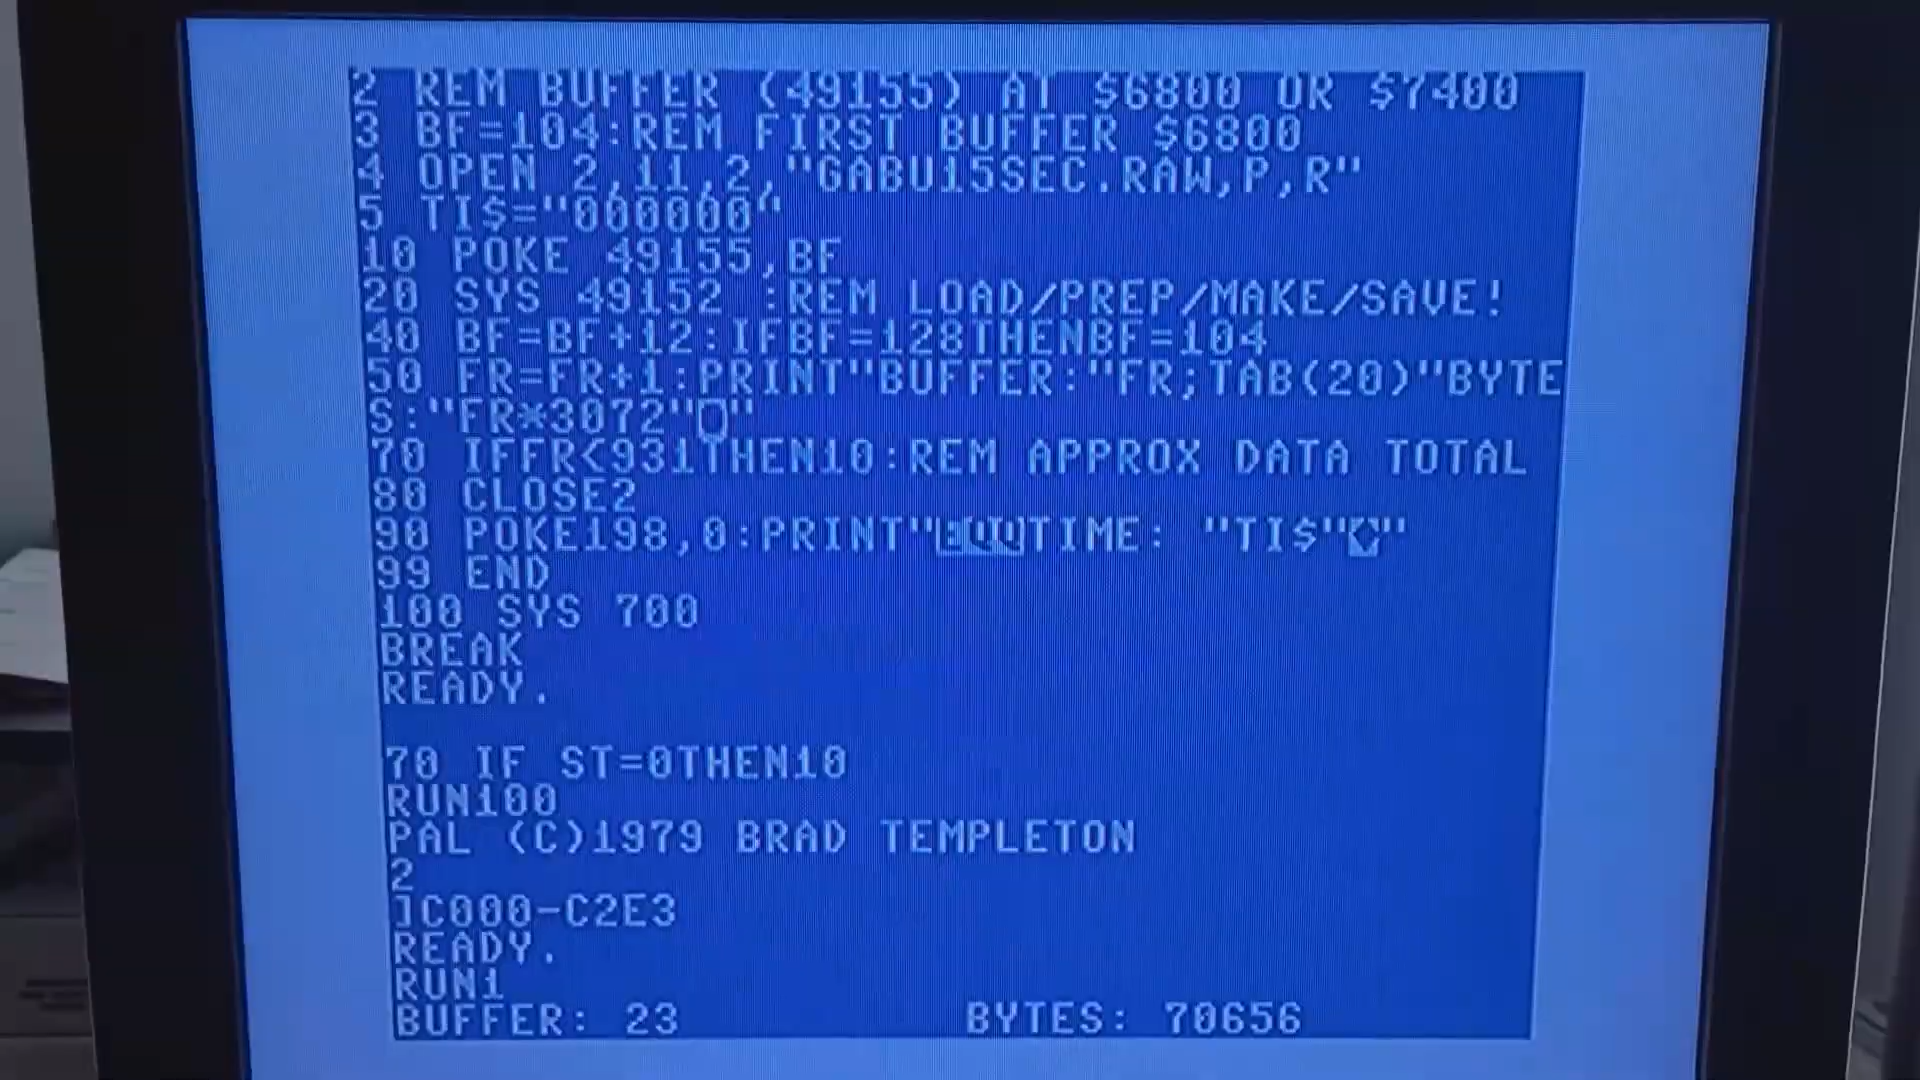 2 REM BUFFER (49155) AT $6800 OR $7400
3 BF=104:REM FIRST BUFFER $6800
4 OPEN 2,11,2,"GABU15SEC.RAW,P,R"
5 TI$="000000"
10 POKE 49155,BF
20 SYS 49152 :REM LOAD/PREP/MAKE/SAVE!
40 BF=BF+12:IFBF=128THENBF=104
50 FR=FR+1:PRINT"BUFFER:"FR;TAB(20)"BYTE
S:"FR*3072""
70 IFFR<931THEN10:REM APPROX DATA TOTAL
80 CLOSE2
90 POKE198,0:PRINT"TIME: "TI$""
99 END
100 SYS 700
BREAK
READY.
70 IF ST=0THEN10
RUN100
PAL (C)1979 BRAD TEMPLETON
2
]C000-C2E3
READY.
RUN1
BUFFER: 23 BYTES: 70656